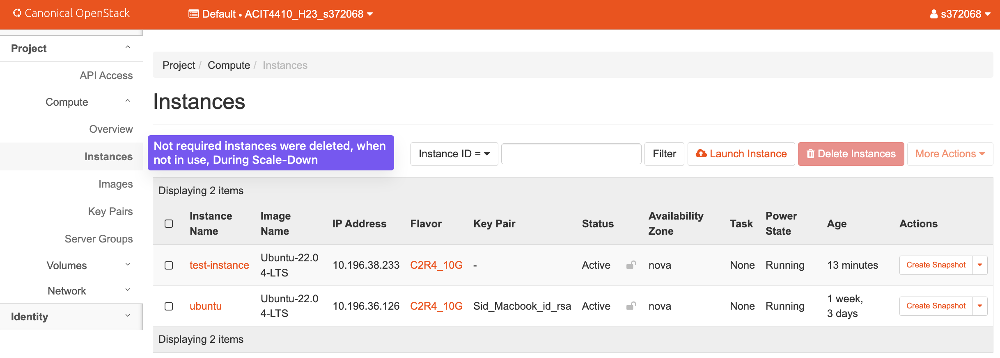 Canonical OpenStack
Default • ACIT4410_H23_s372068
s372068
Project
API Access
Compute
Overview
Instances
Images
Key Pairs
Server Groups
Volumes
Network
Identity
Project / Compute / Instances
Instances
Not required instances were deleted, when
not in use, During Scale-Down
Instance ID =
Filter
Launch Instance
Delete Instances
More Actions
Displaying 2 items
Instance Name
Image Name
IP Address
Flavor
Key Pair
Status
Availability Zone
Task
Power State
Age
Actions
test-instance
Ubuntu-22.0
4-LTS
10.196.38.233
C2R4_10G
-
Active
nova
None
Running
13 minutes
Create Snapshot
ubuntu
Ubuntu-22.0
4-LTS
10.196.36.126
C2R4_10G
Sid_Macbook_id_rsa
Active
nova
None
Running
1 week,
3 days
Create Snapshot
Displaying 2 items